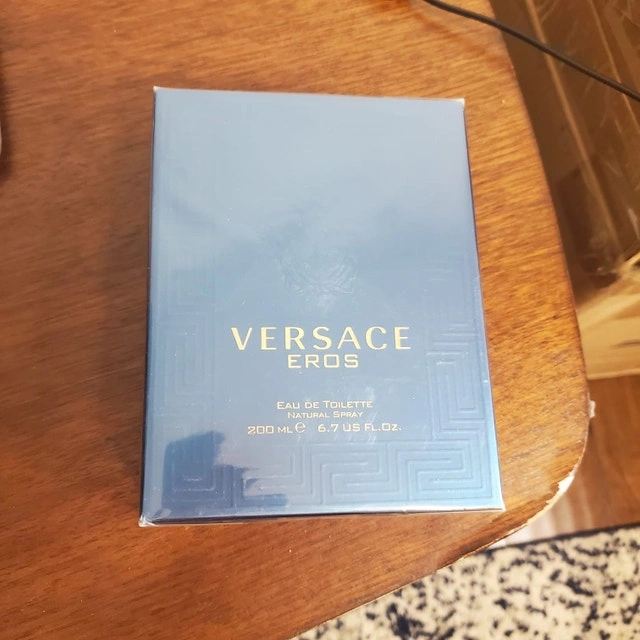 VERSACE
EROS
EAU DE TOILETTE
NATURAL SPRAY
200 ML ℮ 6.7 US FL.OZ.